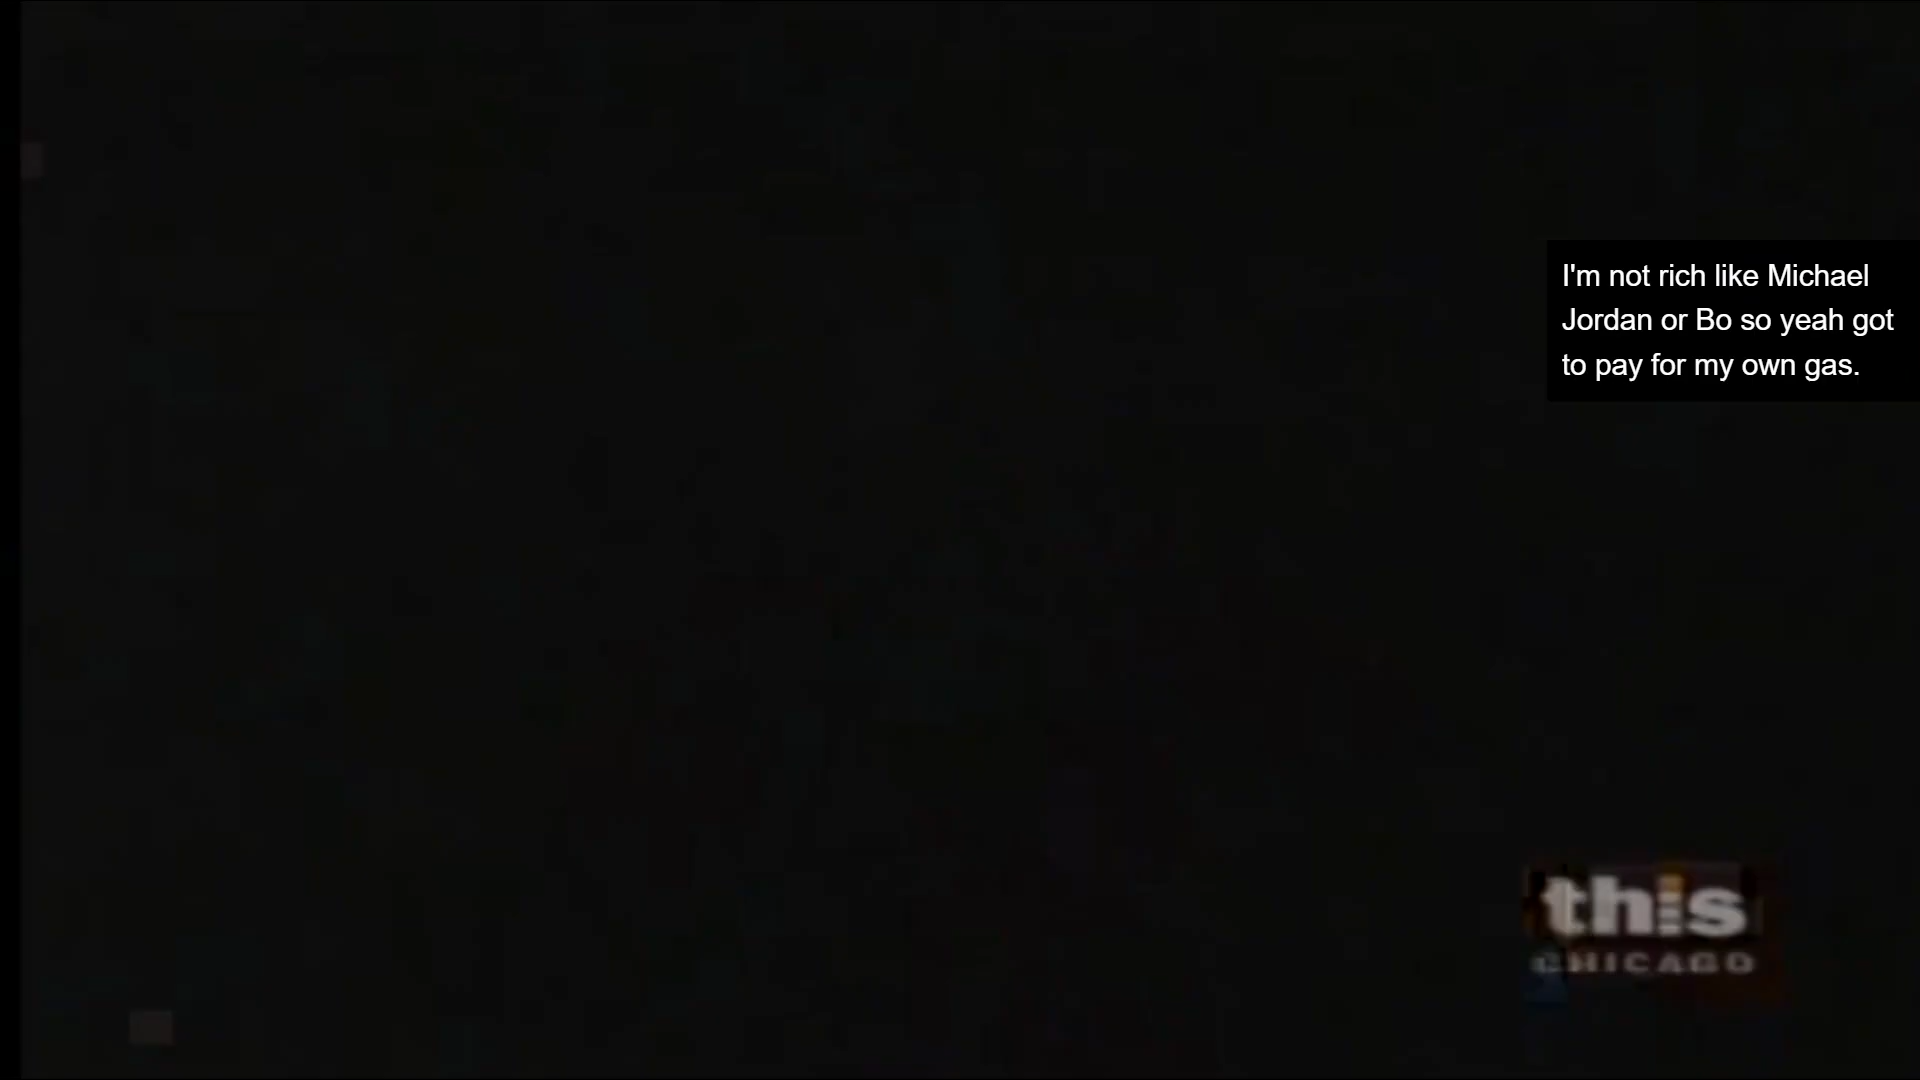 I'm not rich like Michael
Jordan or Bo so yeah got
to pay for my own gas.
this
CHICAGO